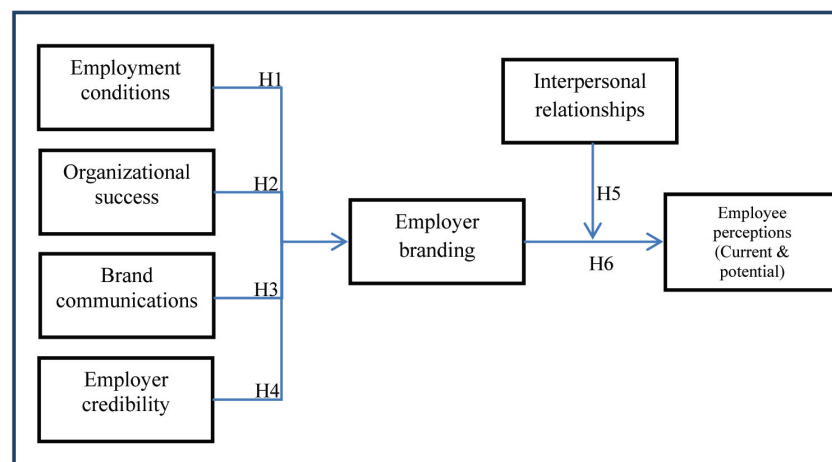 Employment
conditions
H1
Organizational
success
H2
Brand
communications
H3
Employer
credibility
H4
Employer
branding
Interpersonal
relationships
H5
H6
Employee
perceptions
(Current &
potential)